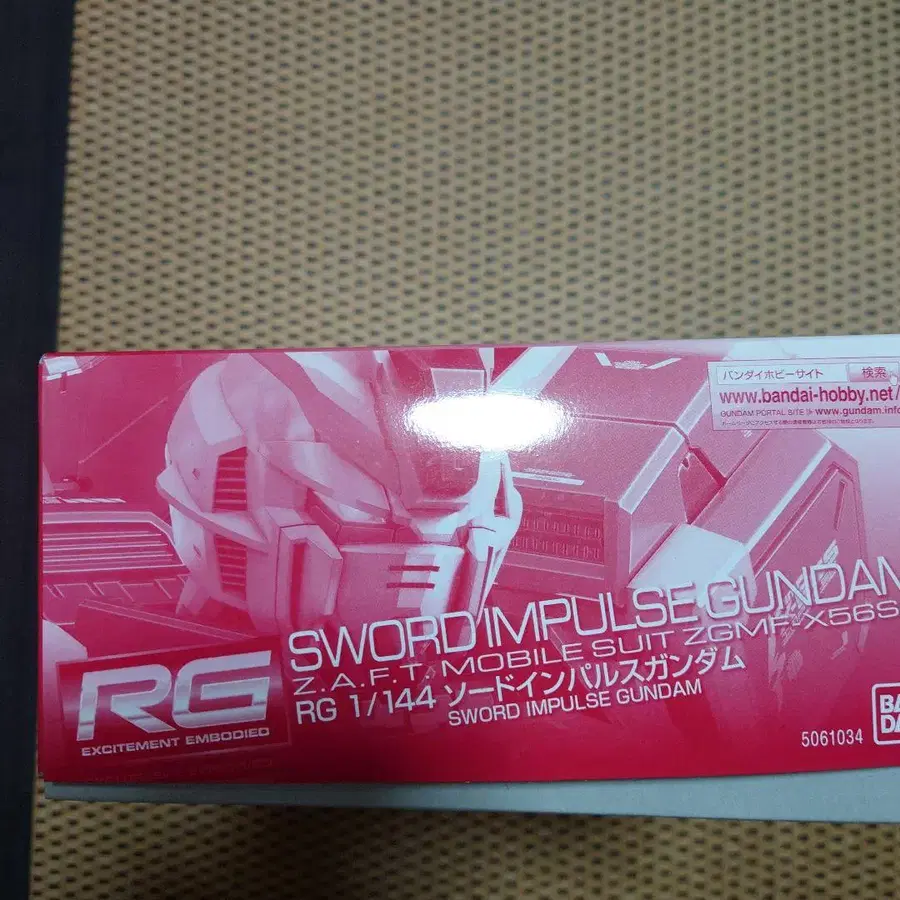 バンダイホビーサイト 検索
www.bandai-hobby.net/
GUNDAM PORTAL SITE ≫ www.gundam.info
SWORD IMPULSE GUNDAM
Z.A.F.T. MOBILE SUIT ZGMF-X56S
RG 1/144 ソードインパルスガンダム
SWORD IMPULSE GUNDAM
RG
EXCITEMENT EMBODIED
5061034
BA
DA